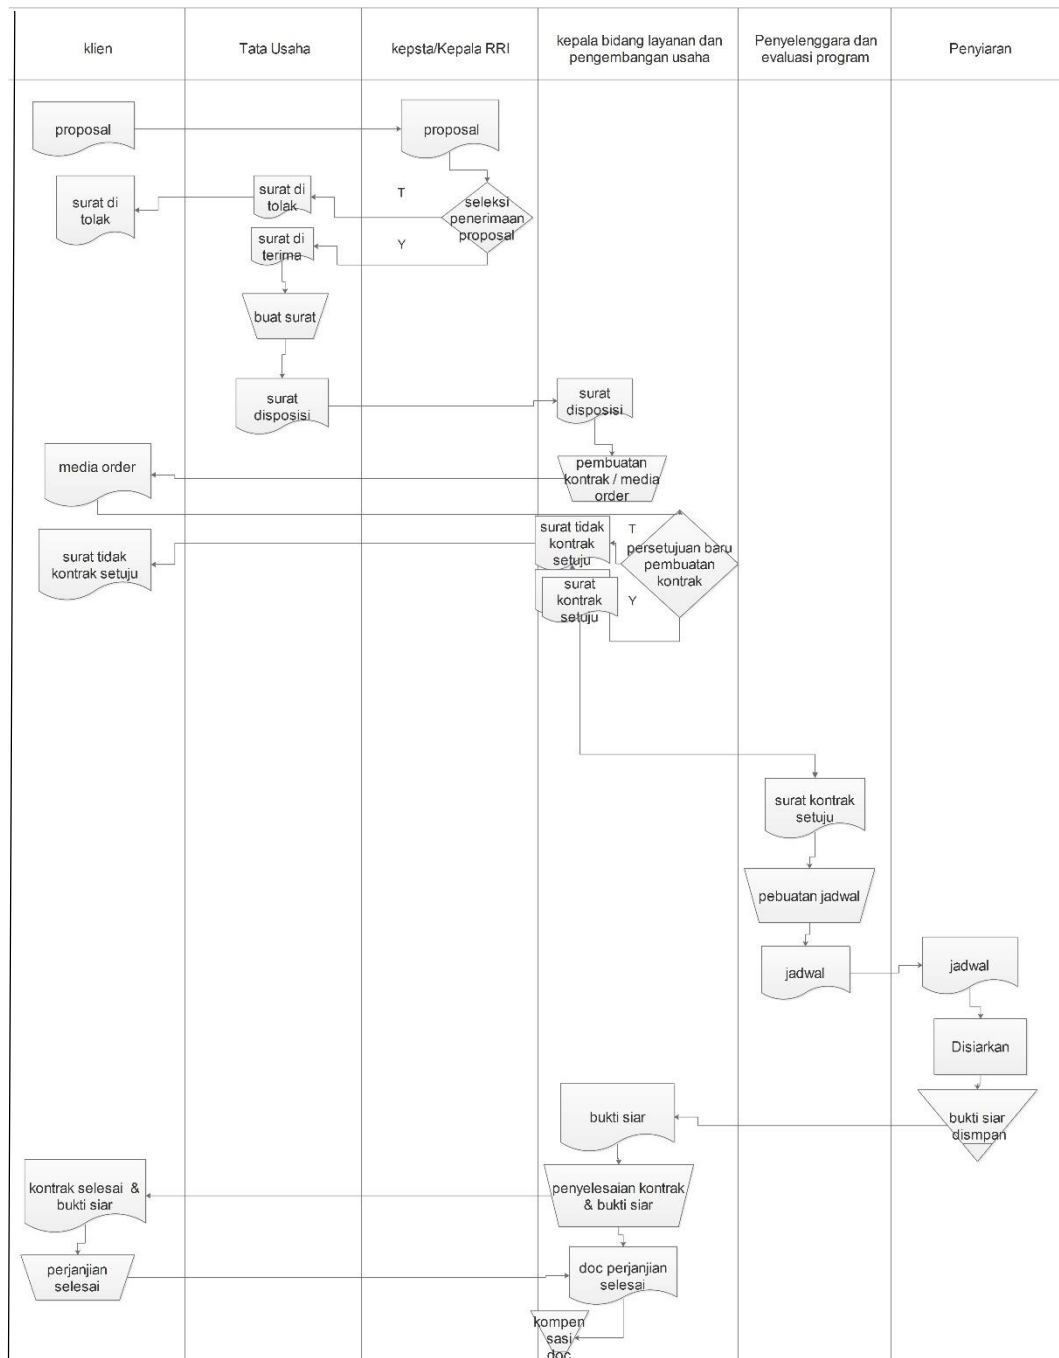 klien
Tata Usaha
kepsta/Kepala RRI
kepala bidang layanan dan
pengembangan usaha
Penyelenggara dan
evaluasi program
Penyiaran
proposal
proposal
surat di
tolak
surat di
tolak
T
seleksi
penerimaan
proposal
surat di
terima
Y
buat surat
surat
disposisi
surat
disposisi
media order
pembuatan
kontrak / media
order
surat tidak
kontrak setuju
surat tidak
kontrak
setuju
T
persetujuan baru
pembuatan
kontrak
surat
kontrak
setuju
Y
surat kontrak
setuju
pebuatan jadwal
jadwal
jadwal
Disiarkan
bukti siar
bukti siar
dismpan
kontrak selesai &
bukti siar
penyelesaian kontrak
& bukti siar
perjanjian
selesai
doc perjanjian
selesai
kompen
sasi
doc